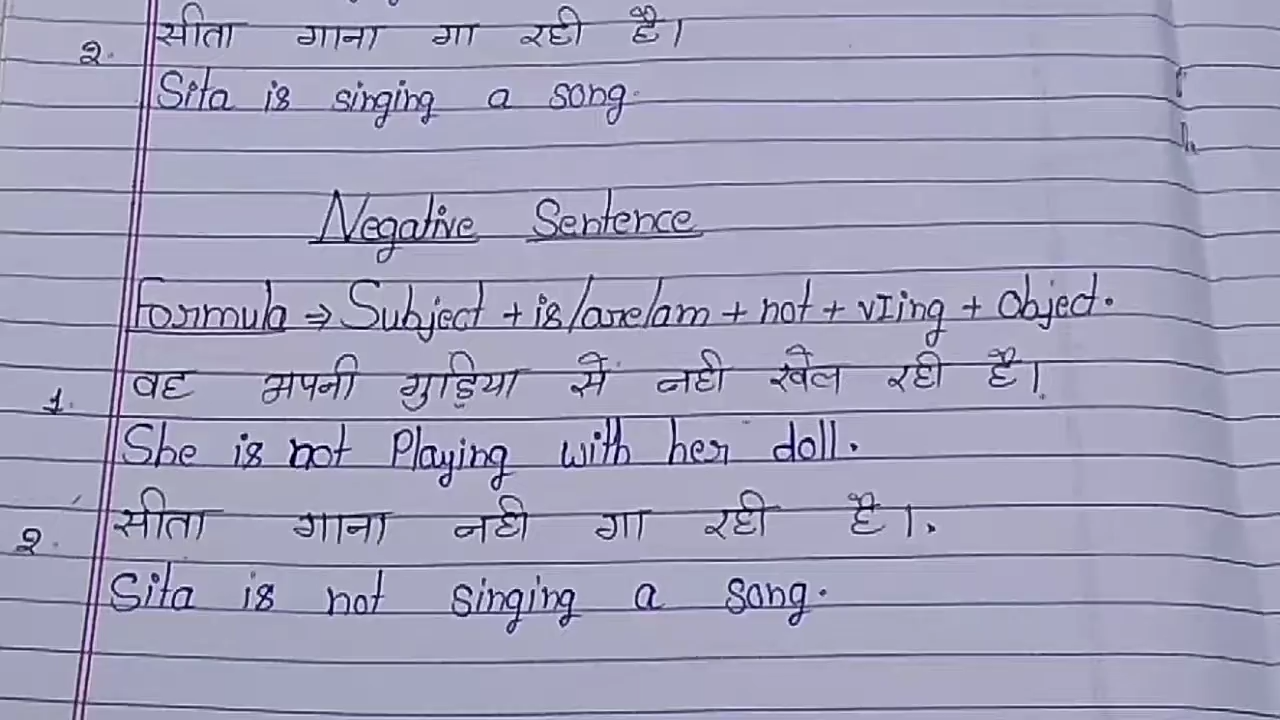 2. सीता गाना गा रही है।
Sita is singing a song.
Negative Sentence
Formula ⇒ Subject + is/are/am + not + vIing + Object.
1. वह अपनी गुड़िया से नही खेल रही है।
She is not Playing with her doll.
2. सीता गाना नही गा रही है।.
Sita is not singing a song.